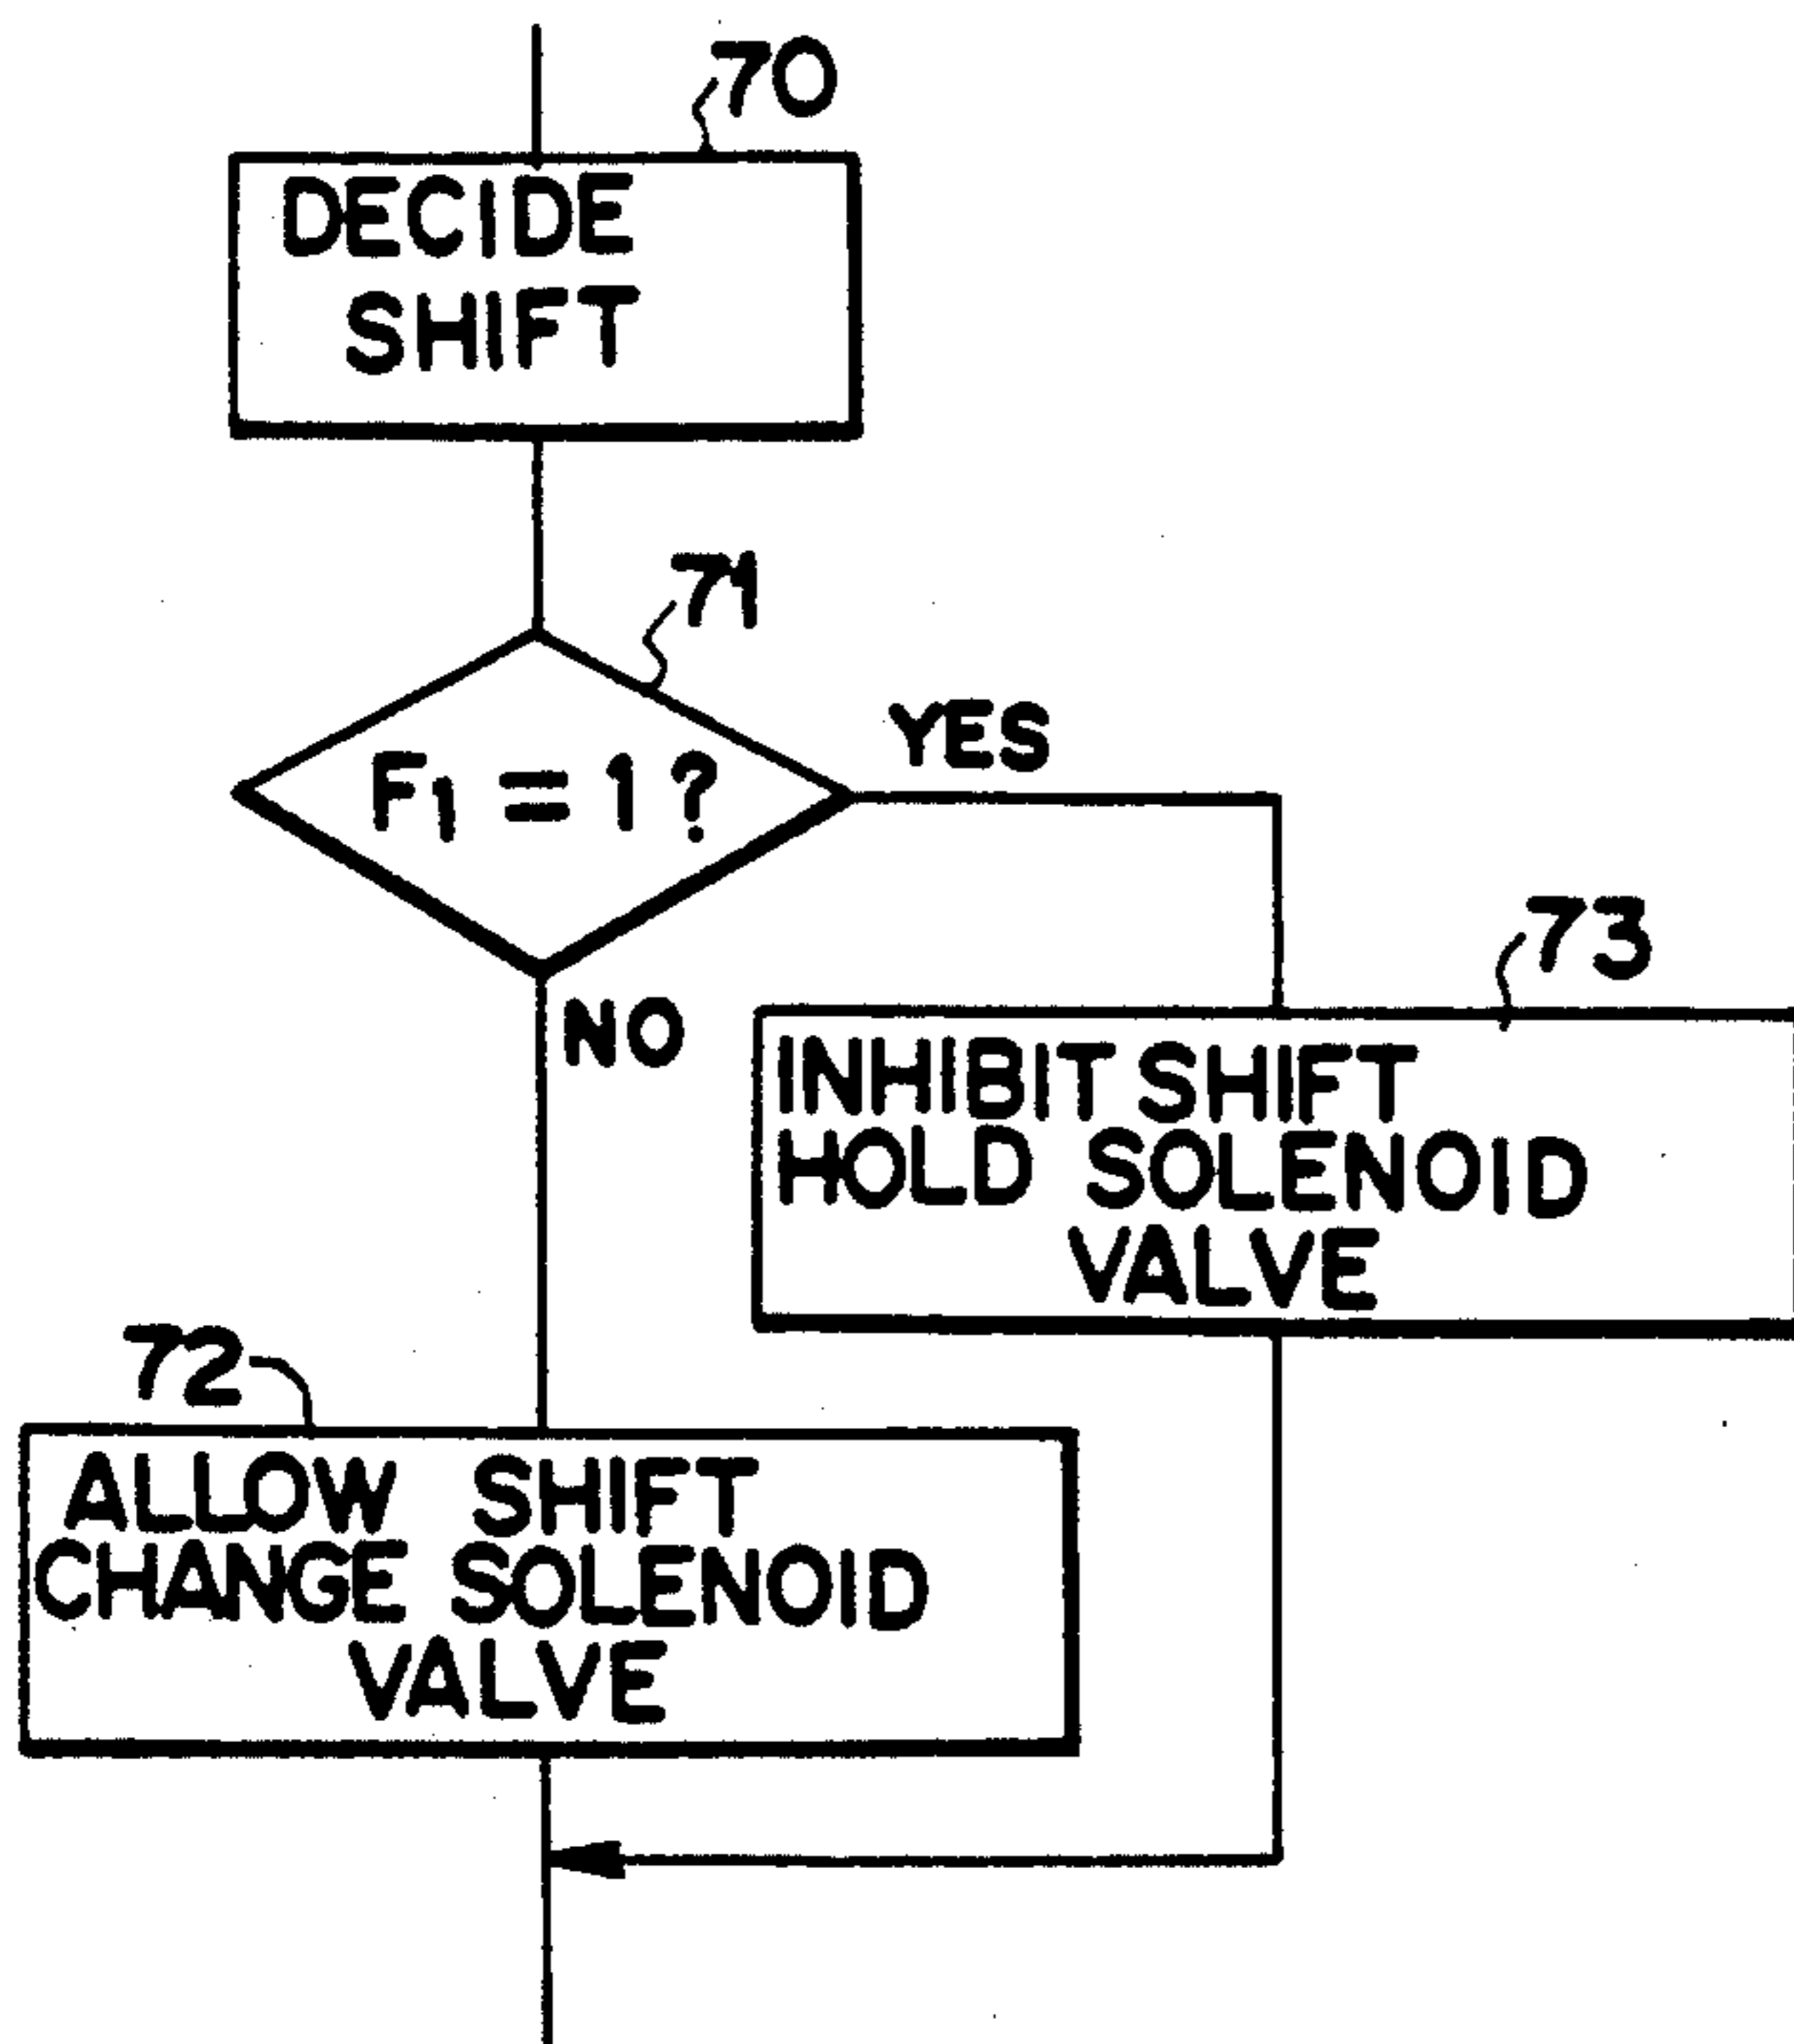 70
DECIDE
SHIFT
71
F1 = 1 ?
YES
NO
73
INHIBIT SHIFT
HOLD SOLENOID
VALVE
72
ALLOW SHIFT
CHANGE SOLENOID
VALVE